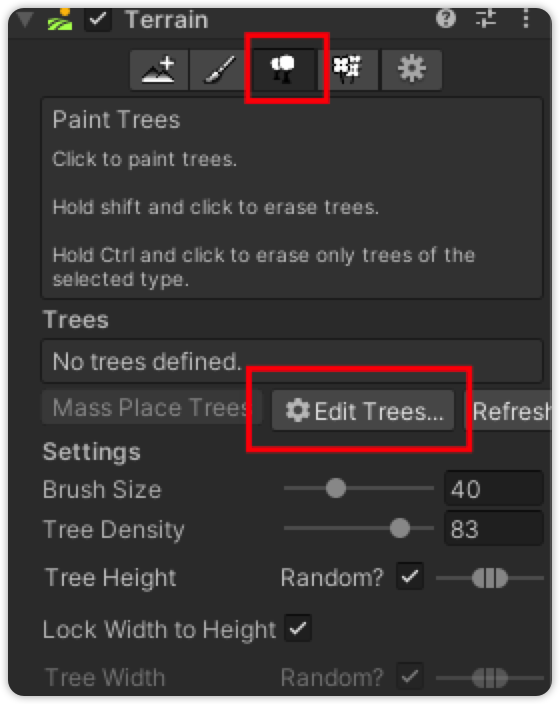 Terrain
Paint Trees
Click to paint trees.
Hold shift and click to erase trees.
Hold Ctrl and click to erase only trees of the
selected type.
Trees
No trees defined.
Mass Place Trees
Edit Trees...
Refresh
Settings
Brush Size
40
Tree Density
83
Tree Height
Random?
Lock Width to Height
Tree Width
Random?